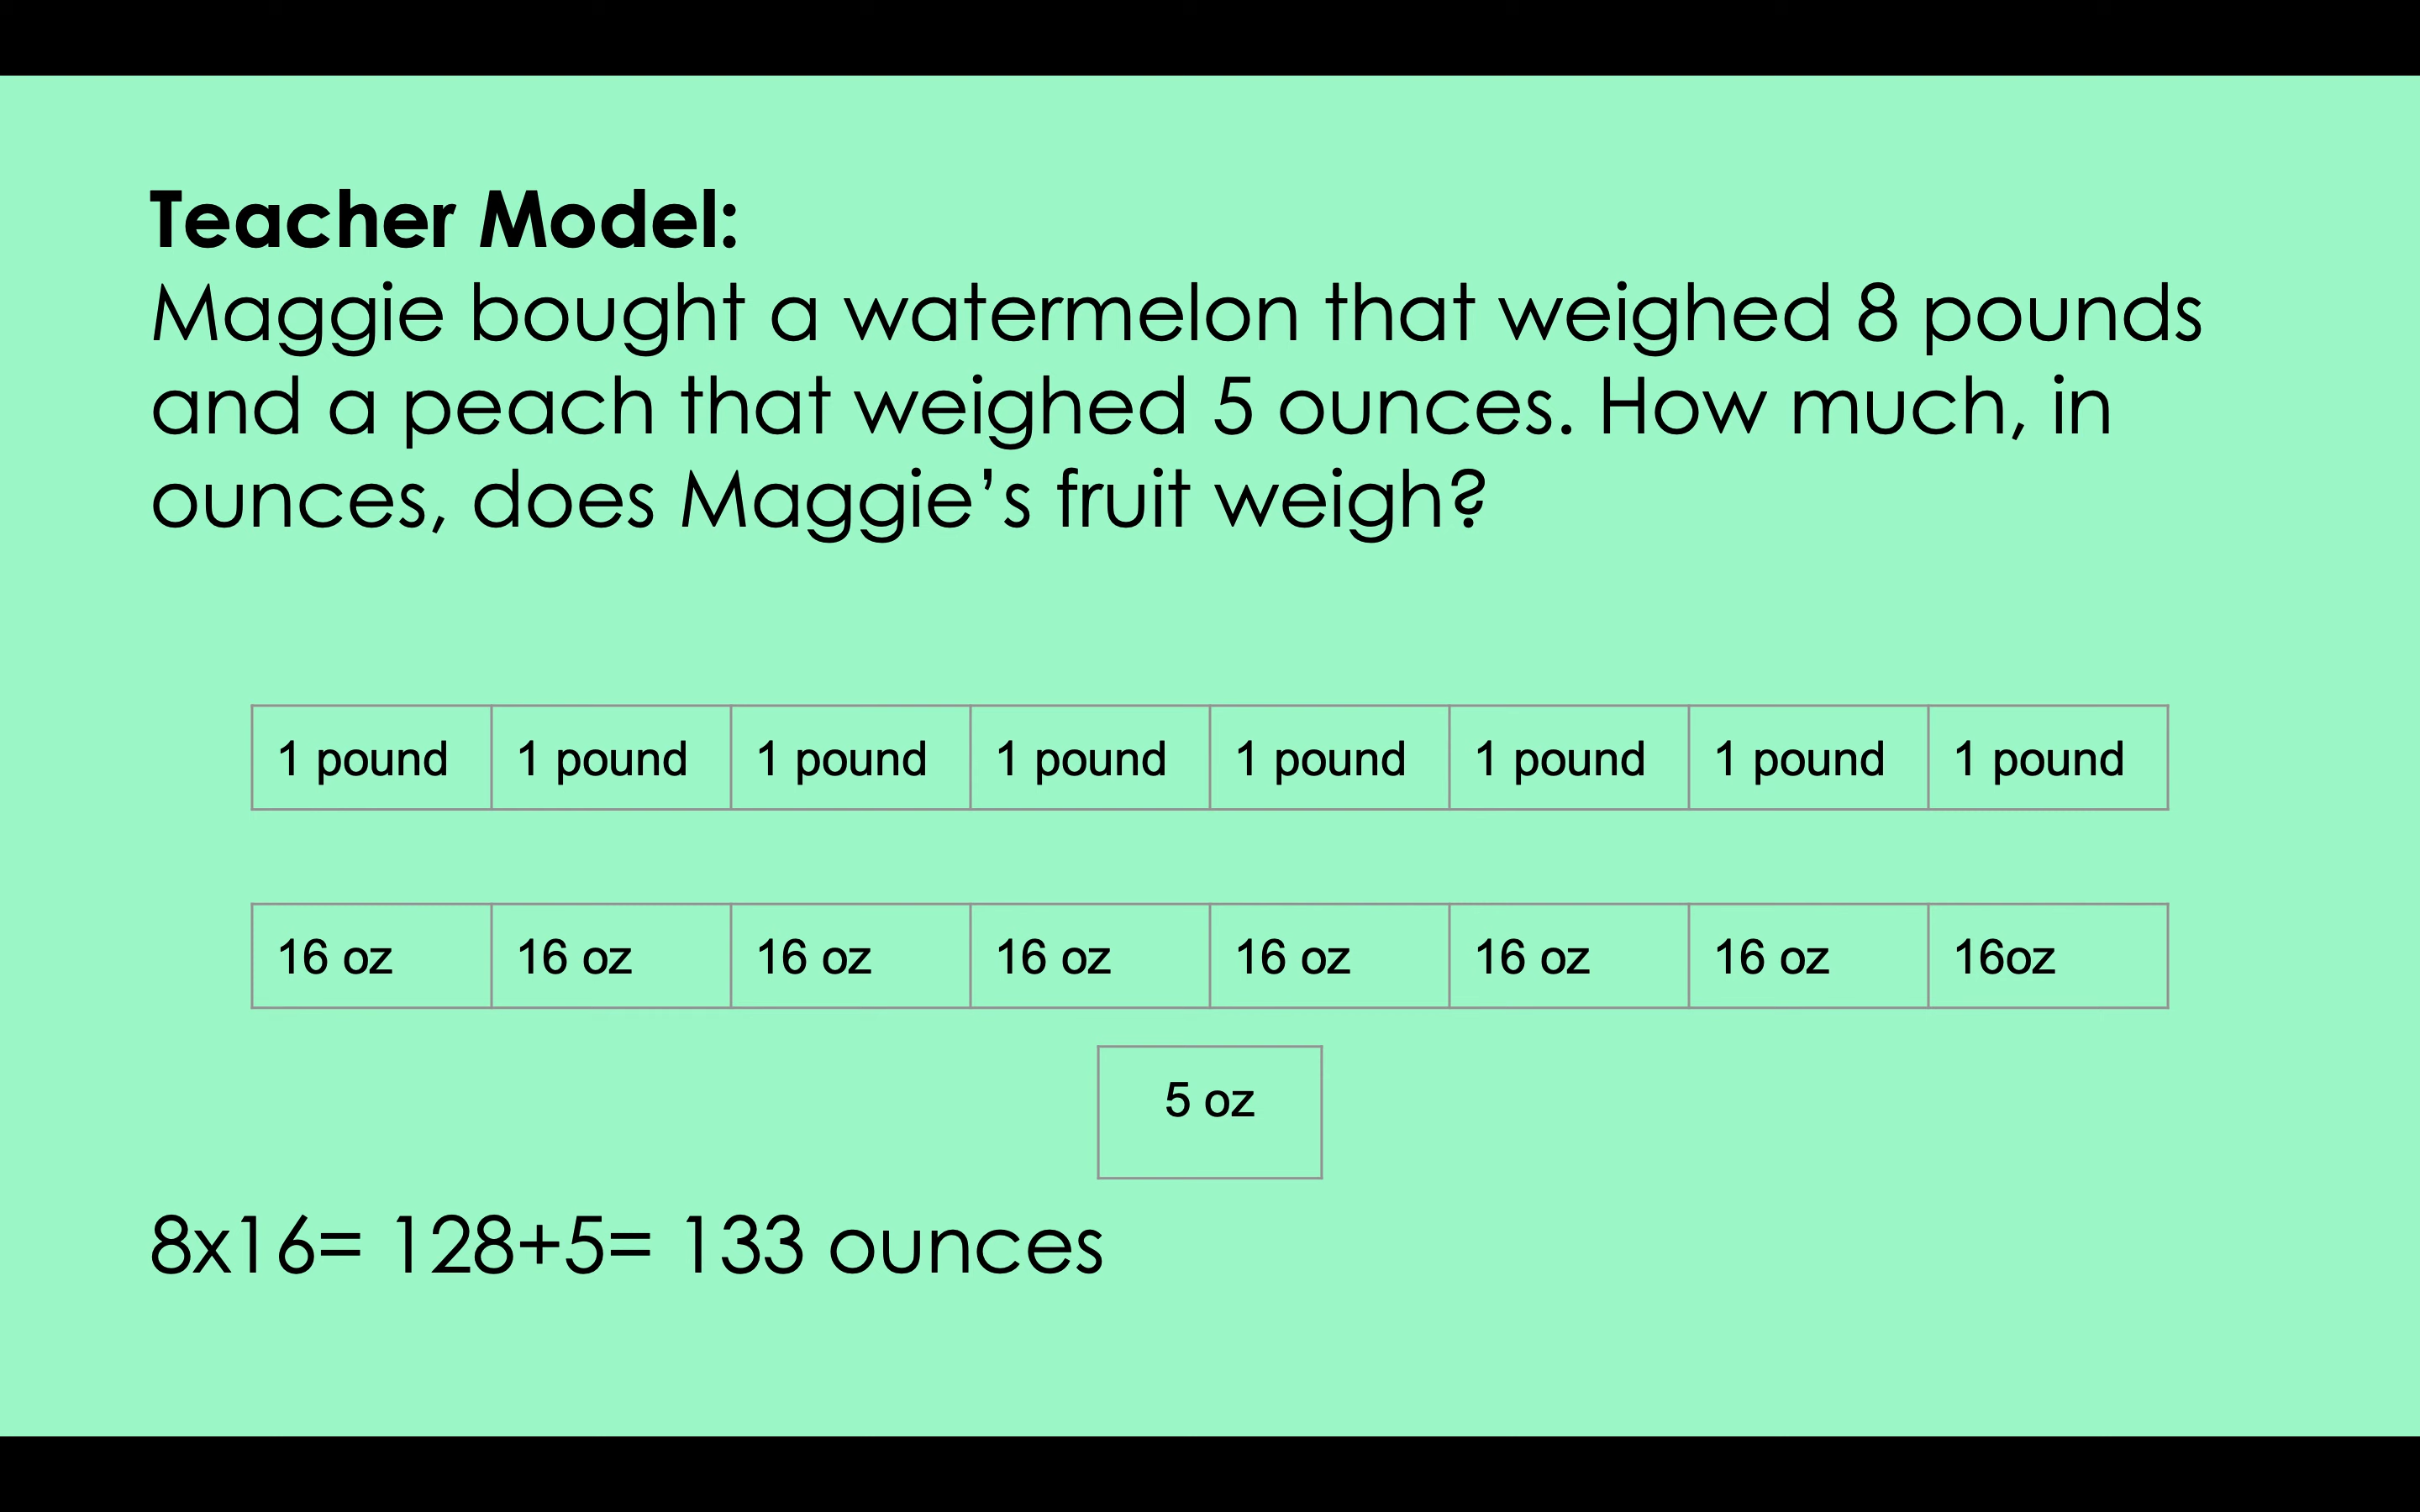 Teacher Model:
Maggie bought a watermelon that weighed 8 pounds
and a peach that weighed 5 ounces. How much, in
ounces, does Maggie’s fruit weigh?
1 pound 1 pound 1 pound 1 pound 1 pound 1 pound 1 pound 1 pound
16 oz 16 oz 16 oz 16 oz 16 oz 16 oz 16 oz 16oz
5 oz
8x16= 128+5= 133 ounces